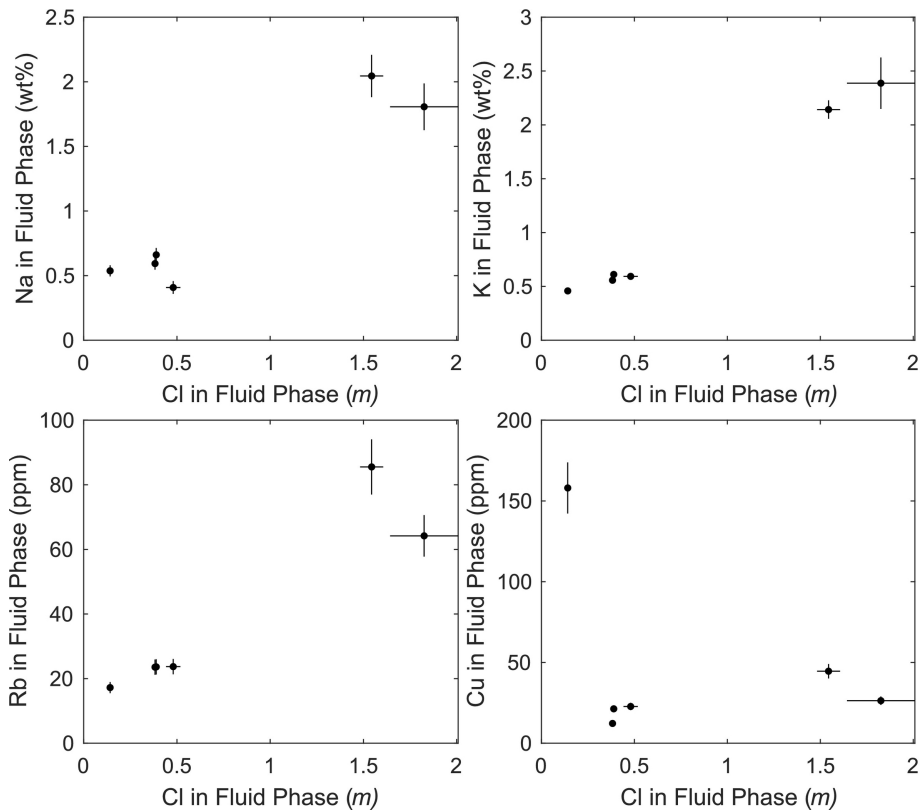 Na in Fluid Phase (wt%)
2.5
2
1.5
1
0.5
0
0 0.5 1 1.5 2
Cl in Fluid Phase (m)
K in Fluid Phase (wt%)
3
2.5
2
1.5
1
0.5
0
0 0.5 1 1.5 2
Cl in Fluid Phase (m)
Rb in Fluid Phase (ppm)
100
80
60
40
20
0
0 0.5 1 1.5 2
Cl in Fluid Phase (m)
Cu in Fluid Phase (ppm)
200
150
100
50
0
0 0.5 1 1.5 2
Cl in Fluid Phase (m)